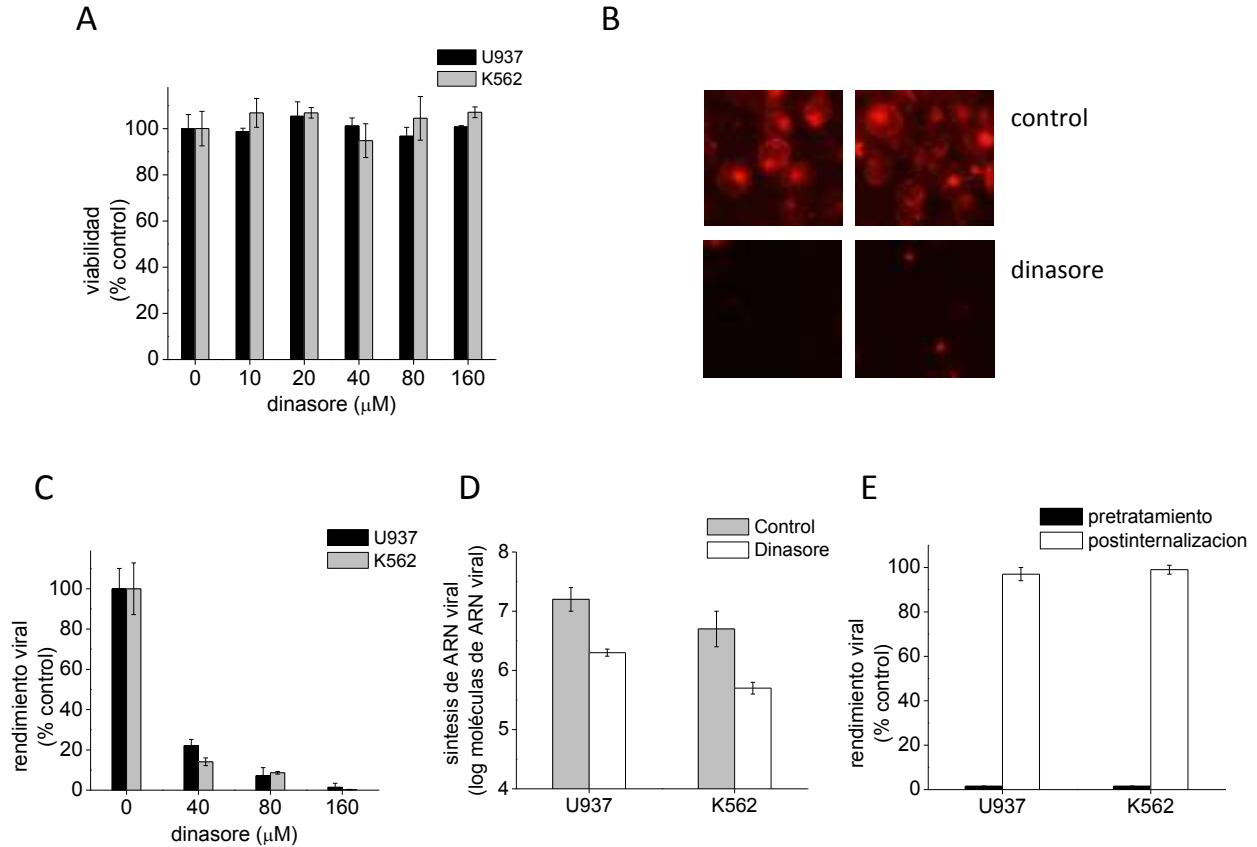 A
U937
K562
viabilidad
(% control)
100
80
60
40
20
0
0 10 20 40 80 160
dinasore (μM)
B
control
dinasore
C
U937
K562
rendimiento viral
(% control)
100
80
60
40
20
0
0 40 80 160
dinasore (μM)
D
Control
Dinasore
sintesis de ARN viral
(log moléculas de ARN viral)
8
7
6
5
4
U937 K562
E
pretratamiento
postinternalizacion
rendimiento viral
(% control)
100
80
60
40
20
0
U937 K562